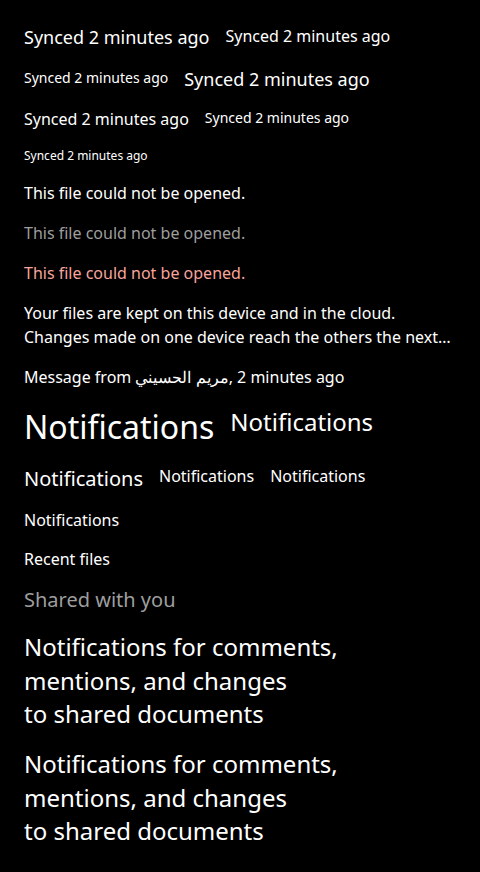 Synced 2 minutes ago Synced 2 minutes ago
Synced 2 minutes ago Synced 2 minutes ago
Synced 2 minutes ago Synced 2 minutes ago
Synced 2 minutes ago
This file could not be opened.
This file could not be opened.
This file could not be opened.
Your files are kept on this device and in the cloud.
Changes made on one device reach the others the next...
Message from مريم الحسيني, 2 minutes ago
Notifications Notifications
Notifications Notifications Notifications
Notifications
Recent files
Shared with you
Notifications for comments,
mentions, and changes
to shared documents
Notifications for comments,
mentions, and changes
to shared documents